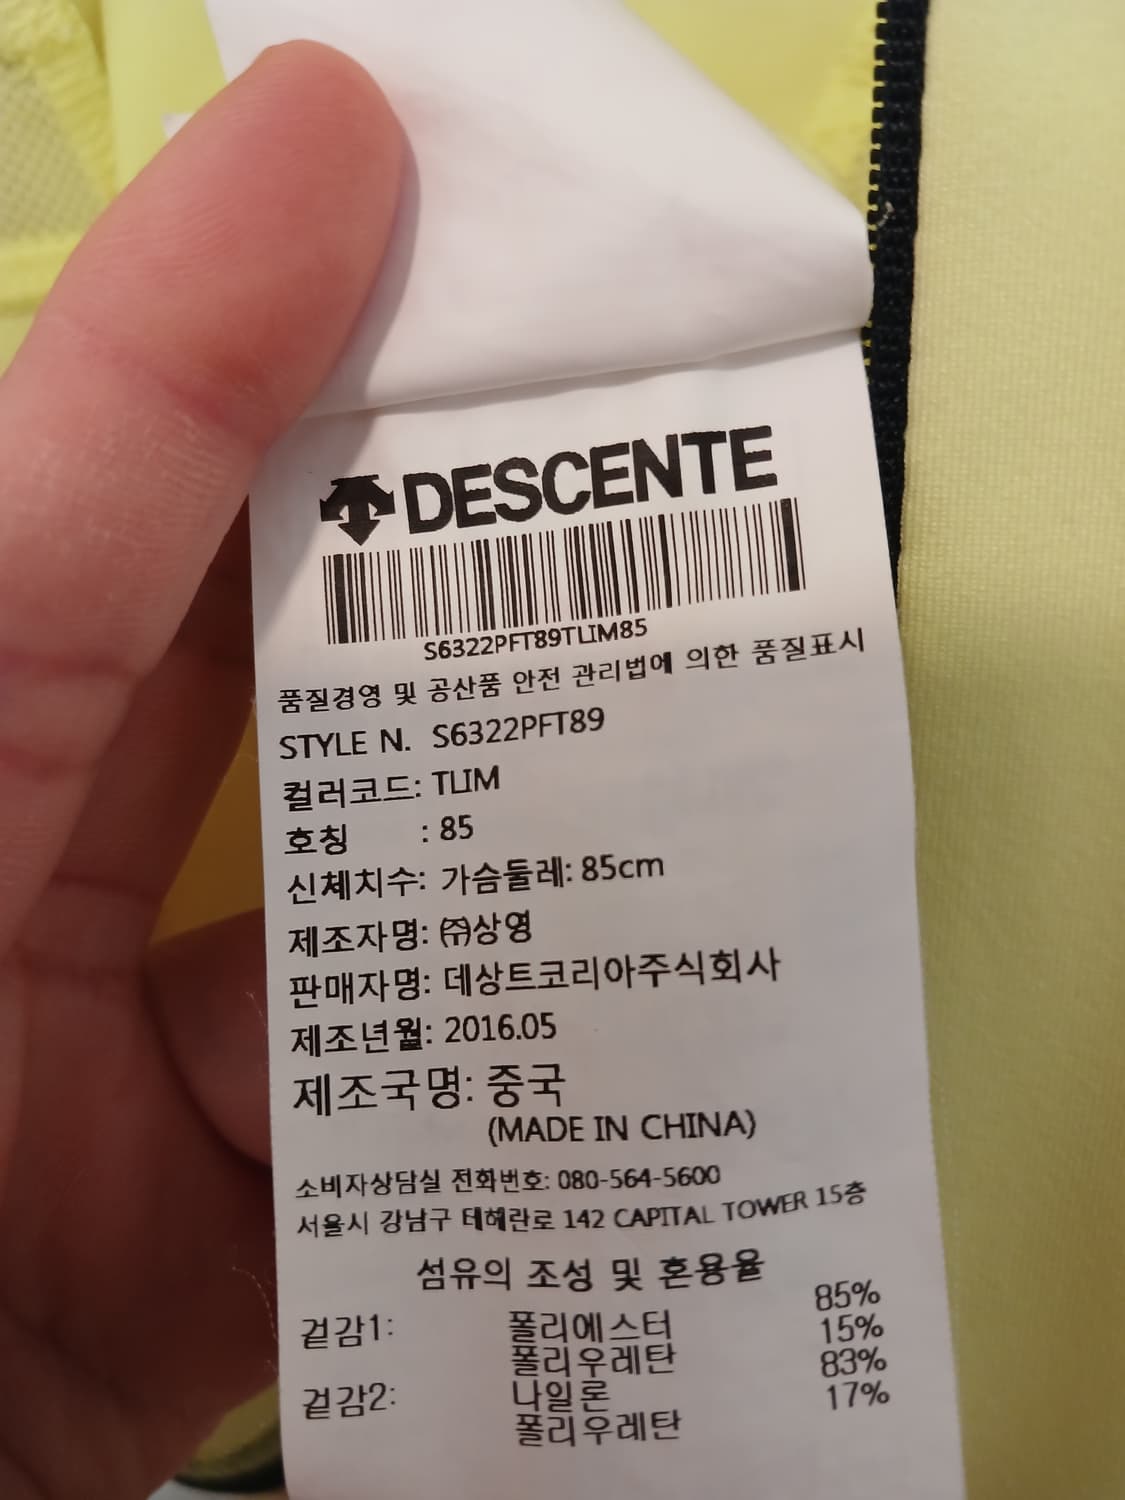 DESCENTE
S6322PFT89TLIM85
품질경영 및 공산품 안전 관리법에 의한 품질표시
STYLE N. S6322PFT89
컬러코드: TLIM
호칭 : 85
신체치수: 가슴둘레: 85cm
제조자명: ㈜상영
판매자명: 데상트코리아주식회사
제조년월: 2016.05
제조국명: 중국
(MADE IN CHINA)
소비자상담실 전화번호: 080-564-5600
서울시 강남구 테헤란로 142 CAPITAL TOWER 15층
섬유의 조성 및 혼용율
겉감1: 폴리에스터 85%
폴리우레탄 15%
겉감2: 나일론 83%
폴리우레탄 17%